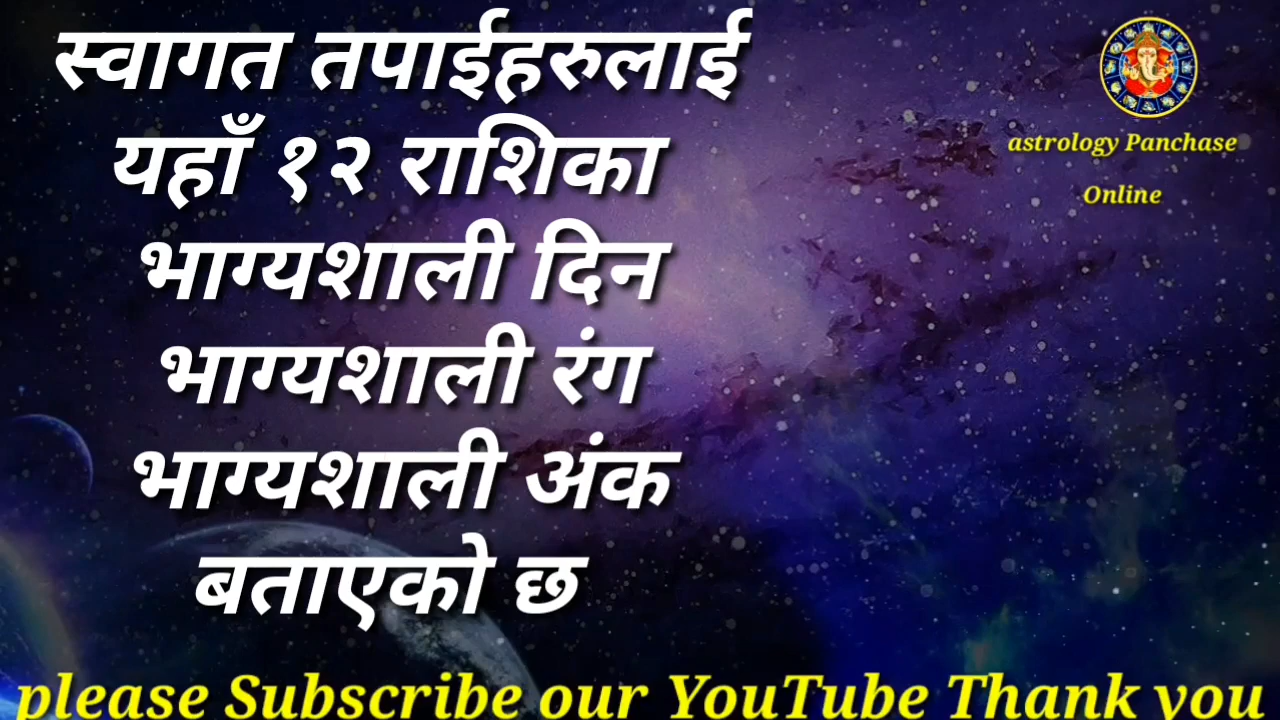 स्वागत तपाईहरुलाई
यहाँ १२ राशिका
भाग्यशाली दिन
भाग्यशाली रंग
भाग्यशाली अंक
बताएको छ
astrology Panchase
Online
please Subscribe our YouTube Thank you